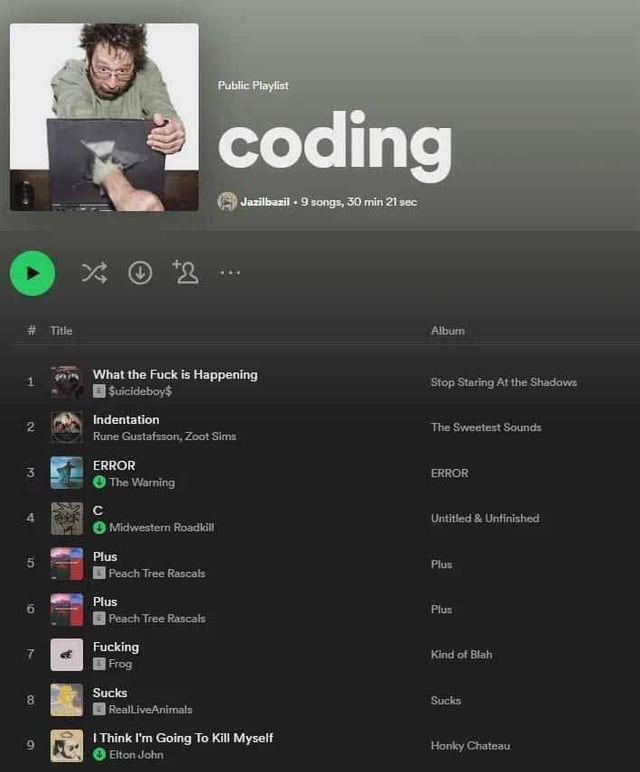 Public Playlist
coding
Jazilbazil • 9 songs, 30 min 21 sec
# Title Album
1 What the Fuck is Happening
E $uicideboy$
Stop Staring At the Shadows
2 Indentation
Rune Gustafsson, Zoot Sims
The Sweetest Sounds
3 ERROR
The Warning
ERROR
4 C
Midwestern Roadkill
Untitled & Unfinished
5 Plus
E Peach Tree Rascals
Plus
6 Plus
E Peach Tree Rascals
Plus
7 Fucking
E Frog
Kind of Blah
8 Sucks
E RealLiveAnimals
Sucks
9 I Think I'm Going To Kill Myself
Elton John
Honky Chateau